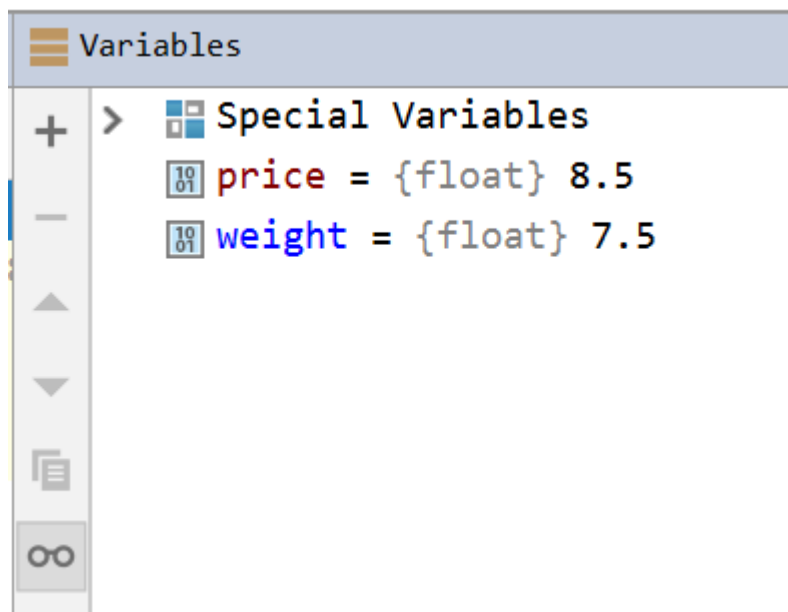 Variables
Special Variables
price = {float} 8.5
weight = {float} 7.5